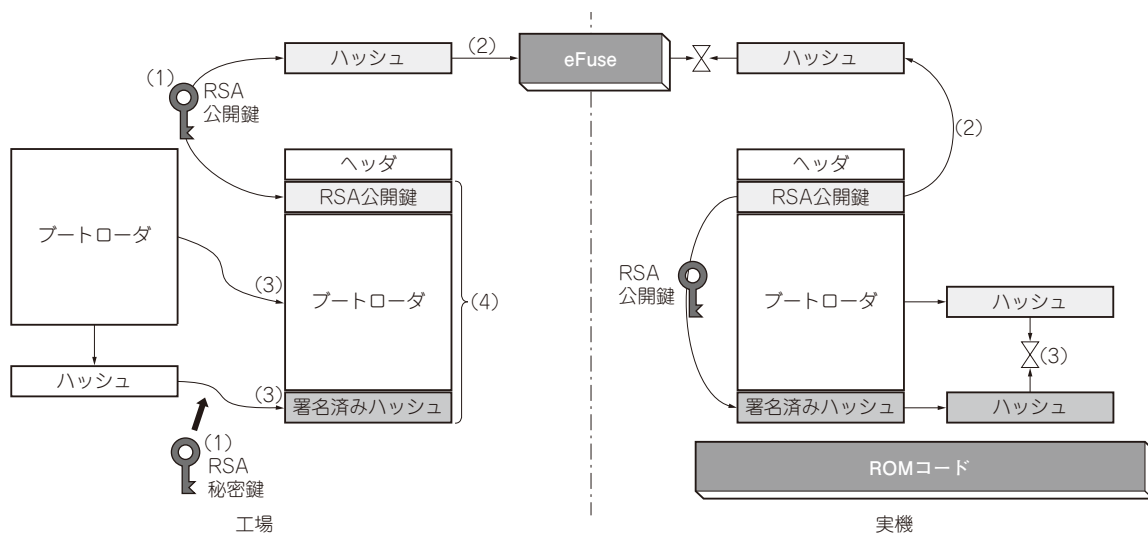 ハッシュ
(2)
eFuse
ハッシュ
(1)
RSA
公開鍵
(2)
ヘッダ
RSA公開鍵
ブートローダ
(3)
ブートローダ
(4)
ハッシュ
(3)
署名済みハッシュ
(1)
RSA
秘密鍵
工場
ヘッダ
RSA公開鍵
RSA
公開鍵
ブートローダ
ハッシュ
(3)
署名済みハッシュ
ハッシュ
ROMコード
実機